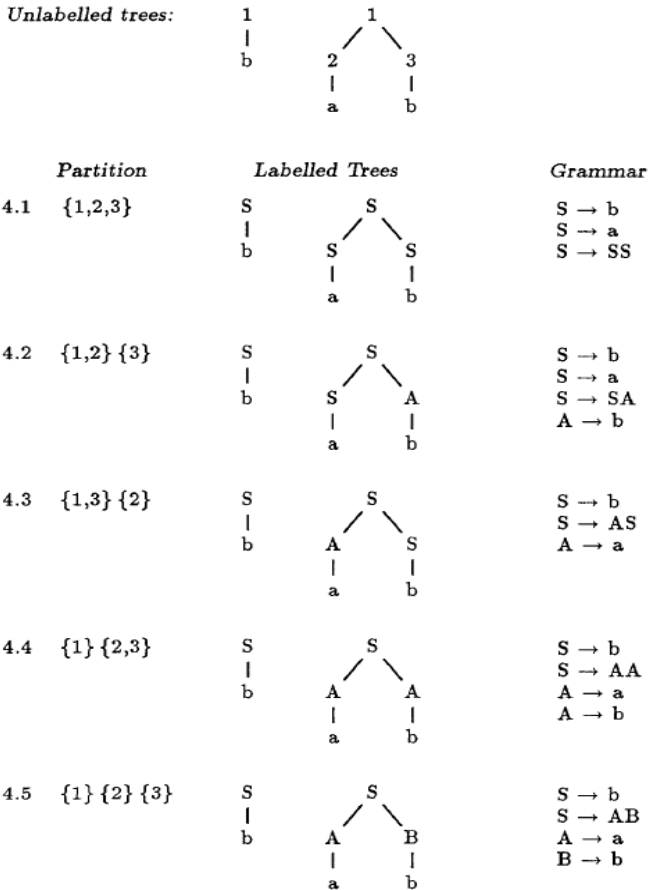 Unlabelled trees: 1 1
b 2 3
a b
Partition Labelled Trees Grammar
4.1 {1,2,3} S S S → b
S → a
b S S S → SS
a b
4.2 {1,2} {3} S S S → b
S → a
b S A S → SA
A → b
a b
4.3 {1,3} {2} S S S → b
S → AS
b A S A → a
a b
4.4 {1} {2,3} S S S → b
S → AA
b A A A → a
A → b
a b
4.5 {1} {2} {3} S S S → b
S → AB
b A B A → a
B → b
a b